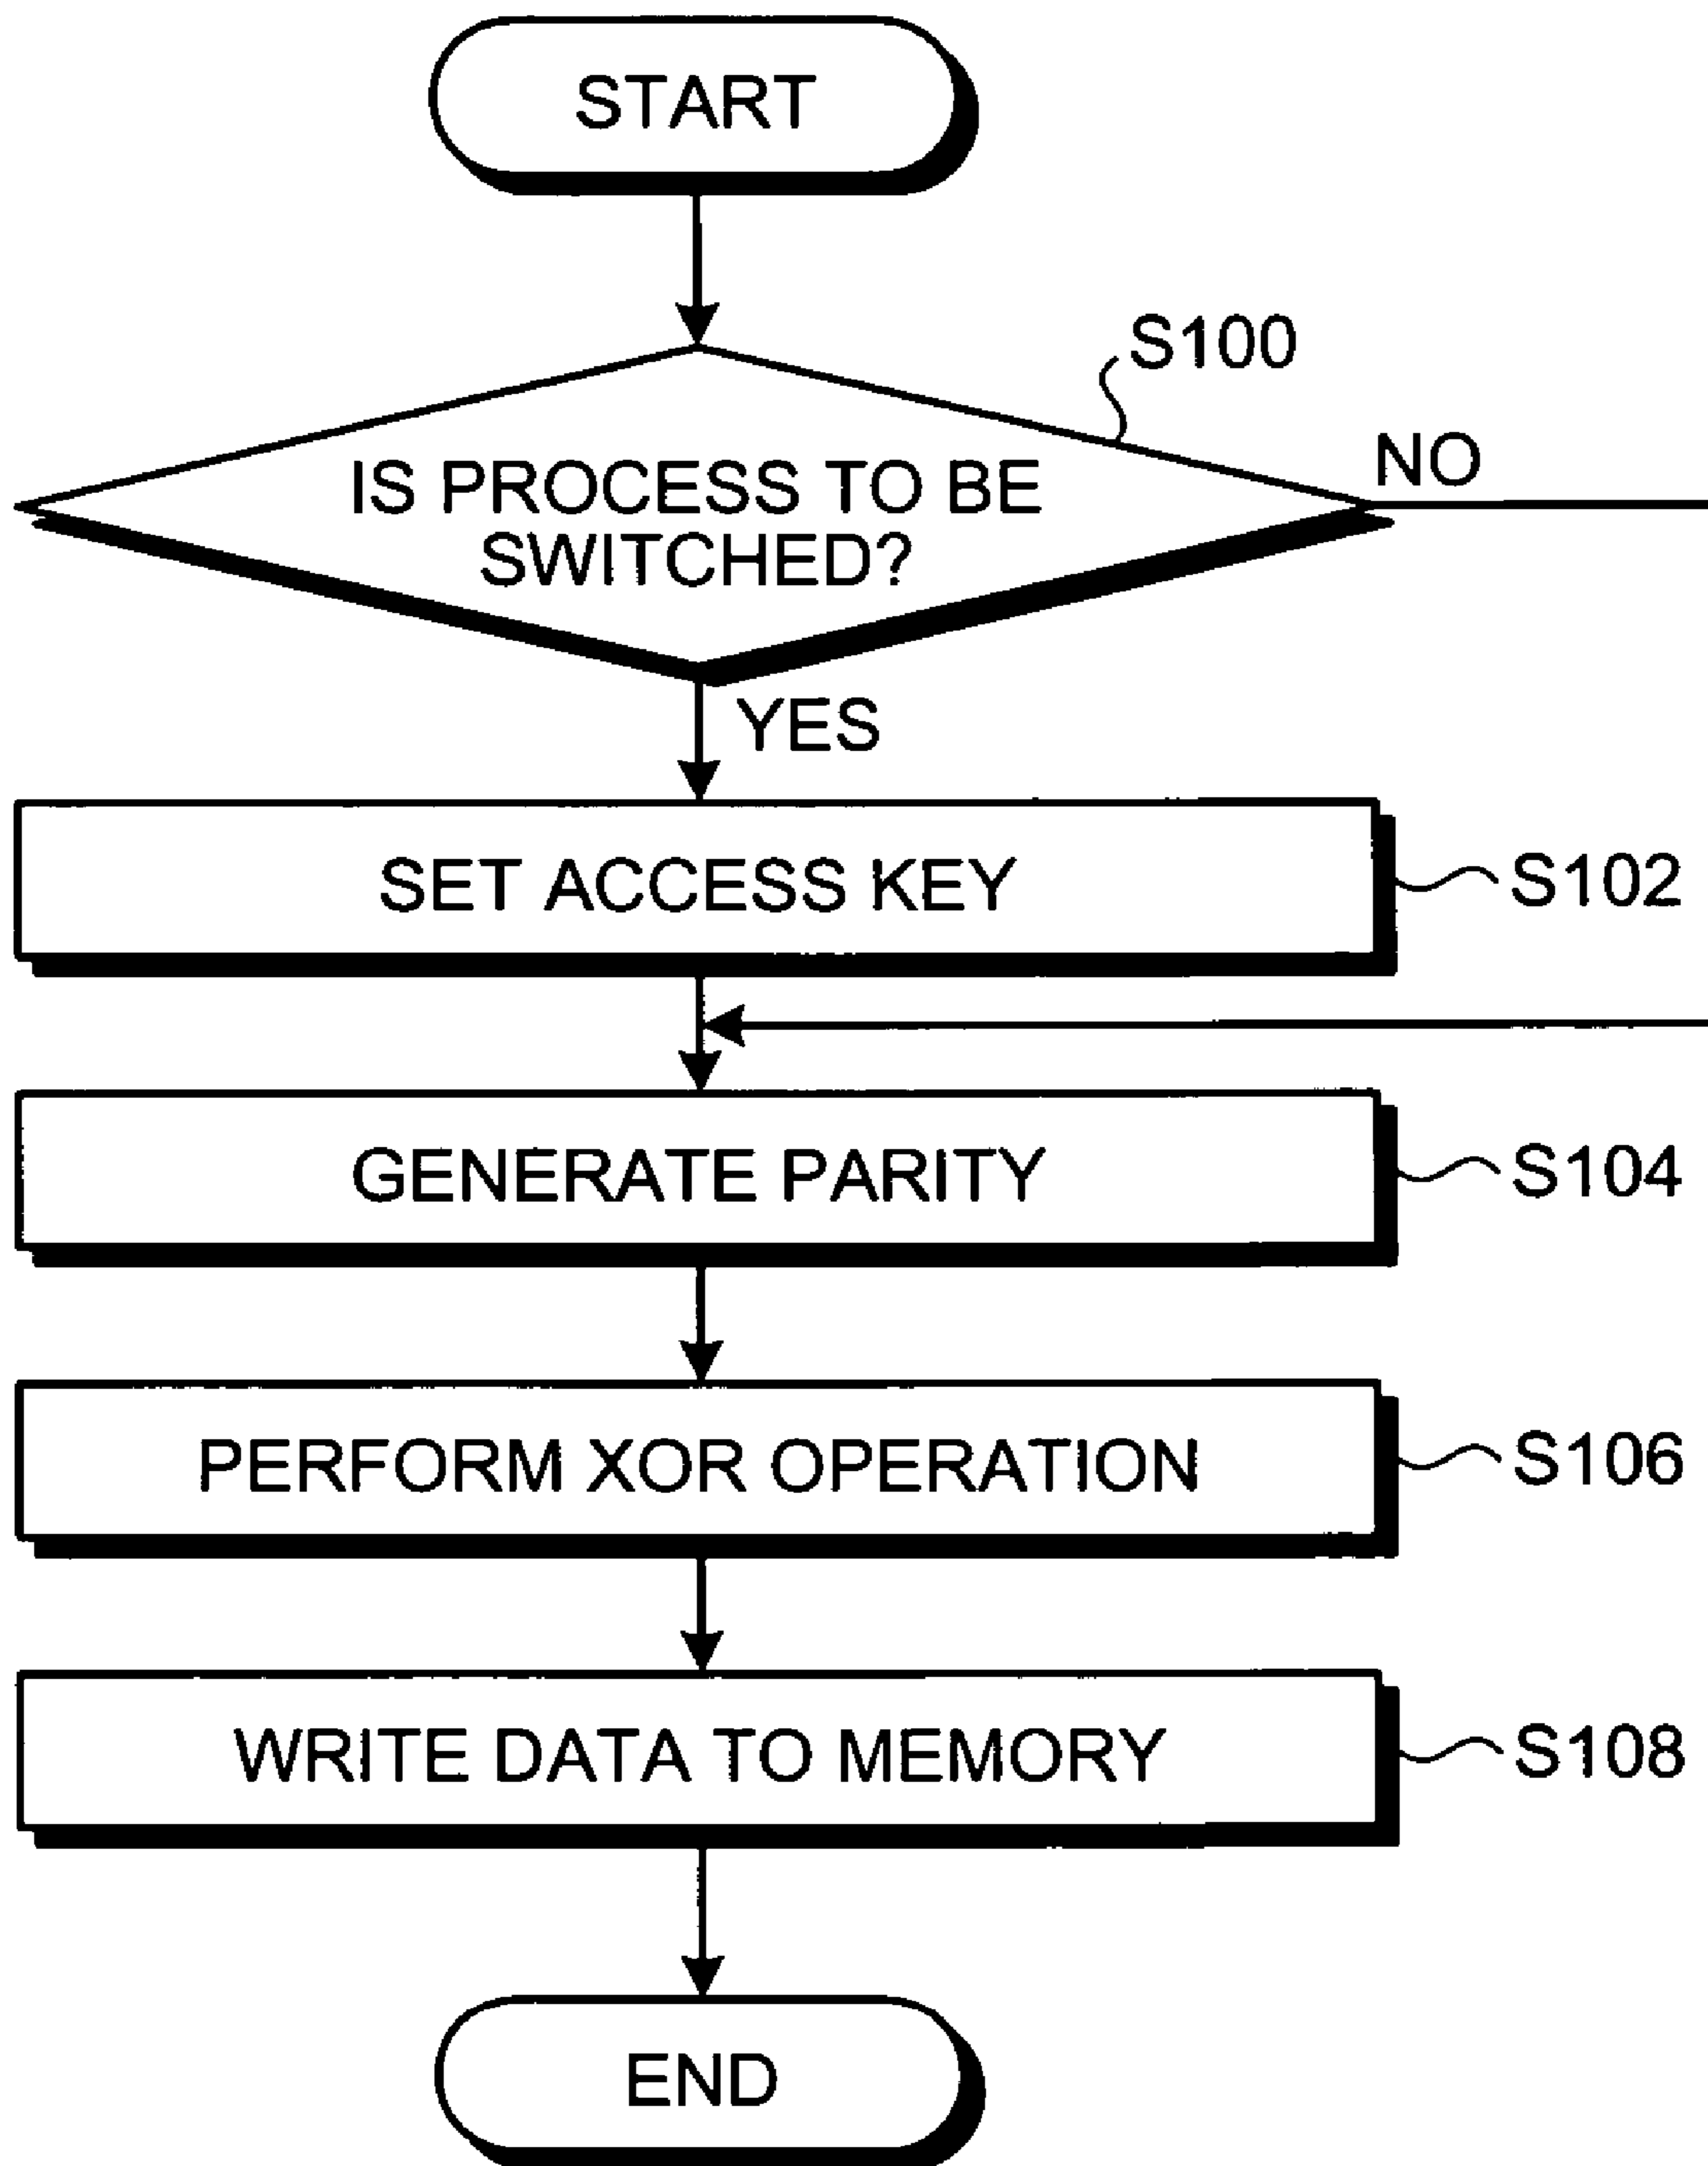 START
S100
IS PROCESS TO BE
SWITCHED?
NO
YES
SET ACCESS KEY
S102
GENERATE PARITY
S104
PERFORM XOR OPERATION
S106
WRITE DATA TO MEMORY
S108
END